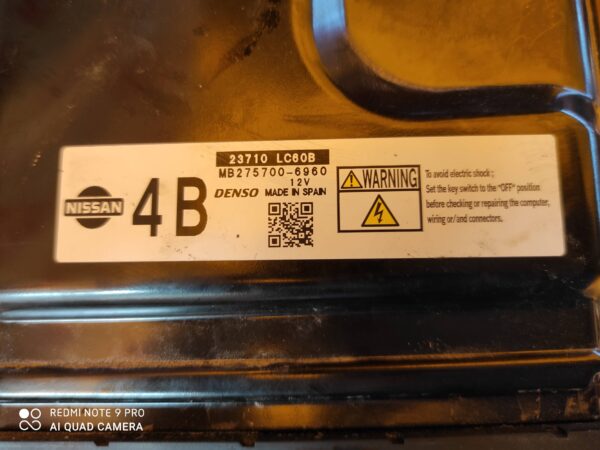 23710 LC60B
MB275700-6960
12V
NISSAN
4B
DENSO MADE IN SPAIN
WARNING
To avoid electric shock ;
Set the key switch to the "OFF" position
before checking or repairing the computer,
wiring or/and connectors.
REDMI NOTE 9 PRO
AI QUAD CAMERA